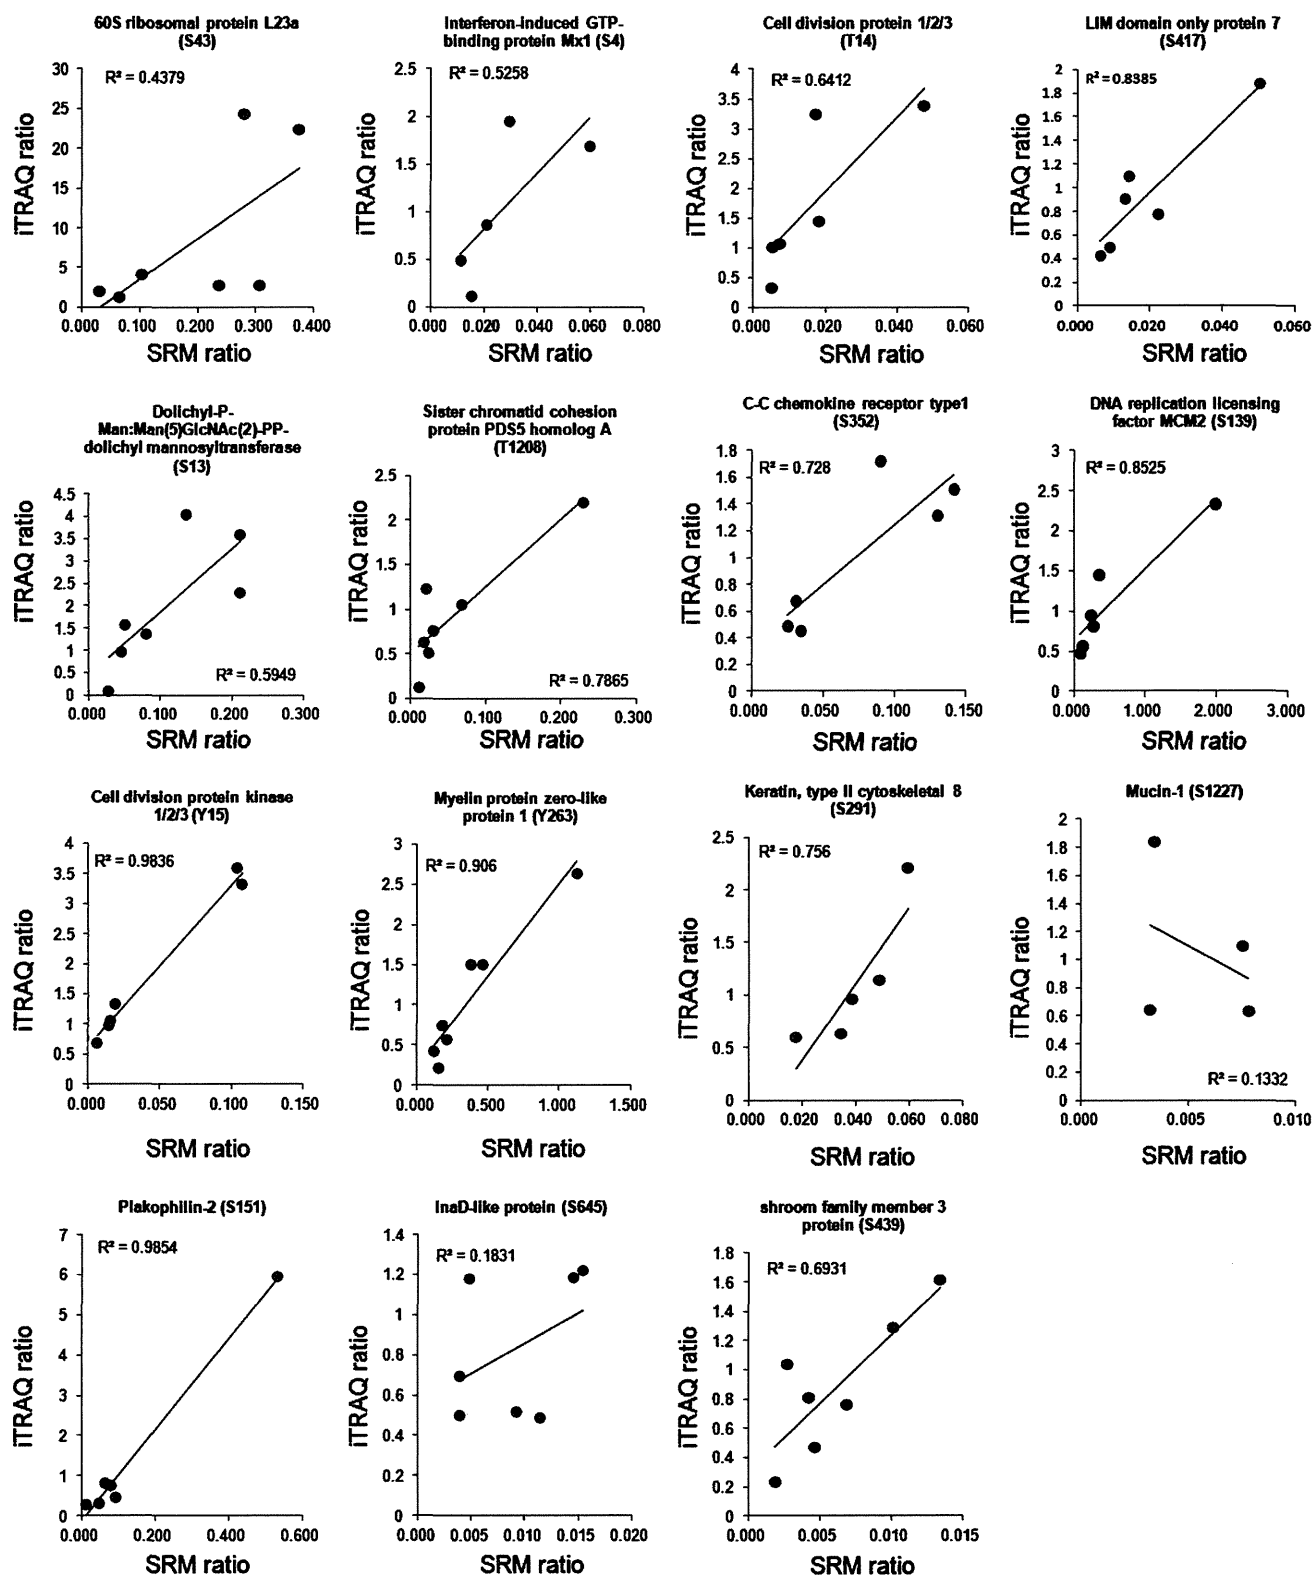 60S ribosomal protein L23a
(S43)
R² = 0.4379
30
25
20
15
10
5
0
iTRAQ ratio
0.000 0.100 0.200 0.300 0.400
SRM ratio
Interferon-induced GTP-
binding protein Mx1 (S4)
R² = 0.5258
2.5
2
1.5
1
0.5
0
iTRAQ ratio
0.000 0.020 0.040 0.060 0.080
SRM ratio
Cell division protein 1/2/3
(T14)
R² = 0.6412
4
3.5
3
2.5
2
1.5
1
0.5
0
iTRAQ ratio
0.000 0.020 0.040 0.060
SRM ratio
LIM domain only protein 7
(S417)
R² = 0.8385
2
1.8
1.6
1.4
1.2
1
0.8
0.6
0.4
0.2
0
iTRAQ ratio
0.000 0.020 0.040 0.060
SRM ratio
Dolichyl-P-
Man:Man(5)GlcNAc(2)-PP-
dolichyl mannosyltransferase
(S13)
4.5
4
3.5
3
2.5
2
1.5
1
0.5
0
iTRAQ ratio
R² = 0.5949
0.000 0.100 0.200 0.300
SRM ratio
Sister chromatid cohesion
protein PDS5 homolog A
(T1208)
2.5
2
1.5
1
0.5
0
iTRAQ ratio
R² = 0.7865
0.000 0.100 0.200 0.300
SRM ratio
C-C chemokine receptor type1
(S352)
R² = 0.728
1.8
1.6
1.4
1.2
1
0.8
0.6
0.4
0.2
0
iTRAQ ratio
0.000 0.050 0.100 0.150
SRM ratio
DNA replication licensing
factor MCM2 (S139)
R² = 0.8525
3
2.5
2
1.5
1
0.5
0
iTRAQ ratio
0.000 1.000 2.000 3.000
SRM ratio
Cell division protein kinase
1/2/3 (Y15)
R² = 0.9836
4
3.5
3
2.5
2
1.5
1
0.5
0
iTRAQ ratio
0.000 0.050 0.100 0.150
SRM ratio
Myelin protein zero-like
protein 1 (Y263)
R² = 0.906
3
2.5
2
1.5
1
0.5
0
iTRAQ ratio
0.000 0.500 1.000 1.500
SRM ratio
Keratin, type II cytoskeletal 8
(S291)
R² = 0.756
2.5
2
1.5
1
0.5
0
iTRAQ ratio
0.000 0.020 0.040 0.060 0.080
SRM ratio
Mucin-1 (S1227)
2
1.8
1.6
1.4
1.2
1
0.8
0.6
0.4
0.2
0
iTRAQ ratio
R² = 0.1332
0.000 0.005 0.010
SRM ratio
Plakophilin-2 (S151)
R² = 0.9854
7
6
5
4
3
2
1
0
iTRAQ ratio
0.000 0.200 0.400 0.600
SRM ratio
InaD-like protein (S645)
R² = 0.1831
1.4
1.2
1
0.8
0.6
0.4
0.2
0
iTRAQ ratio
0.000 0.005 0.010 0.015 0.020
SRM ratio
shroom family member 3
protein (S439)
R² = 0.6931
1.8
1.6
1.4
1.2
1
0.8
0.6
0.4
0.2
0
iTRAQ ratio
0.000 0.005 0.010 0.015
SRM ratio